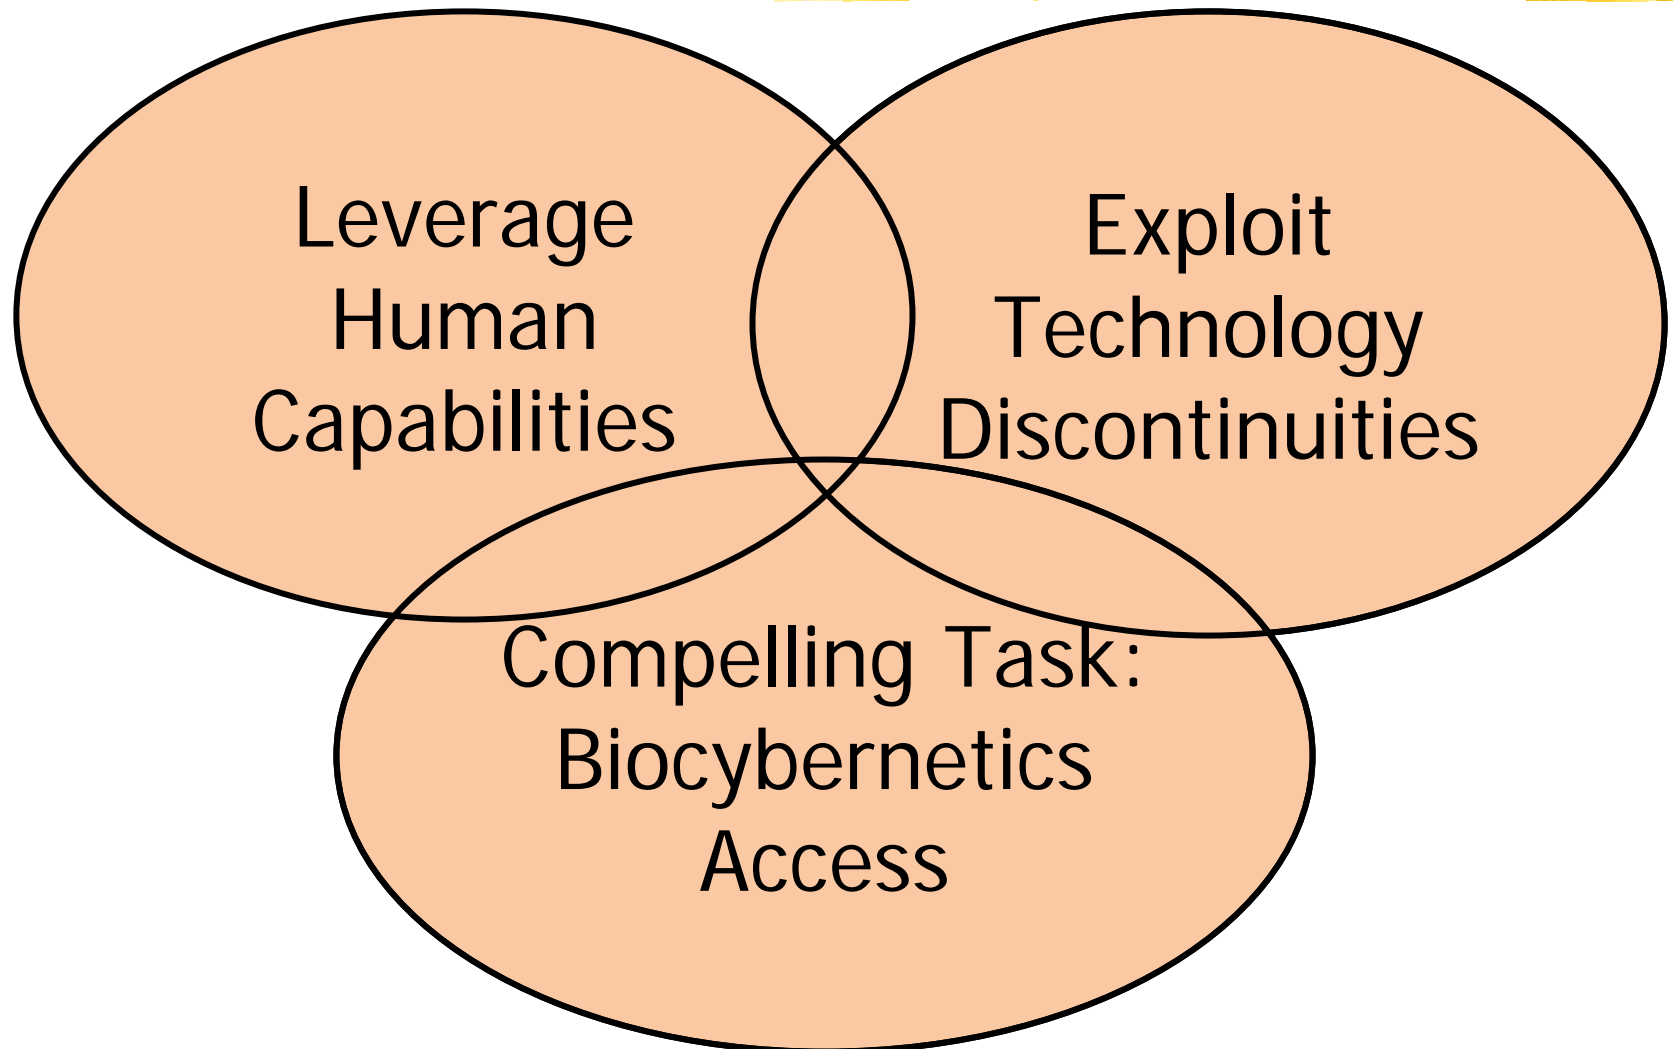 Leverage
Human
Capabilities
Exploit
Technology
Discontinuities
Compelling Task:
Biocybernetics
Access